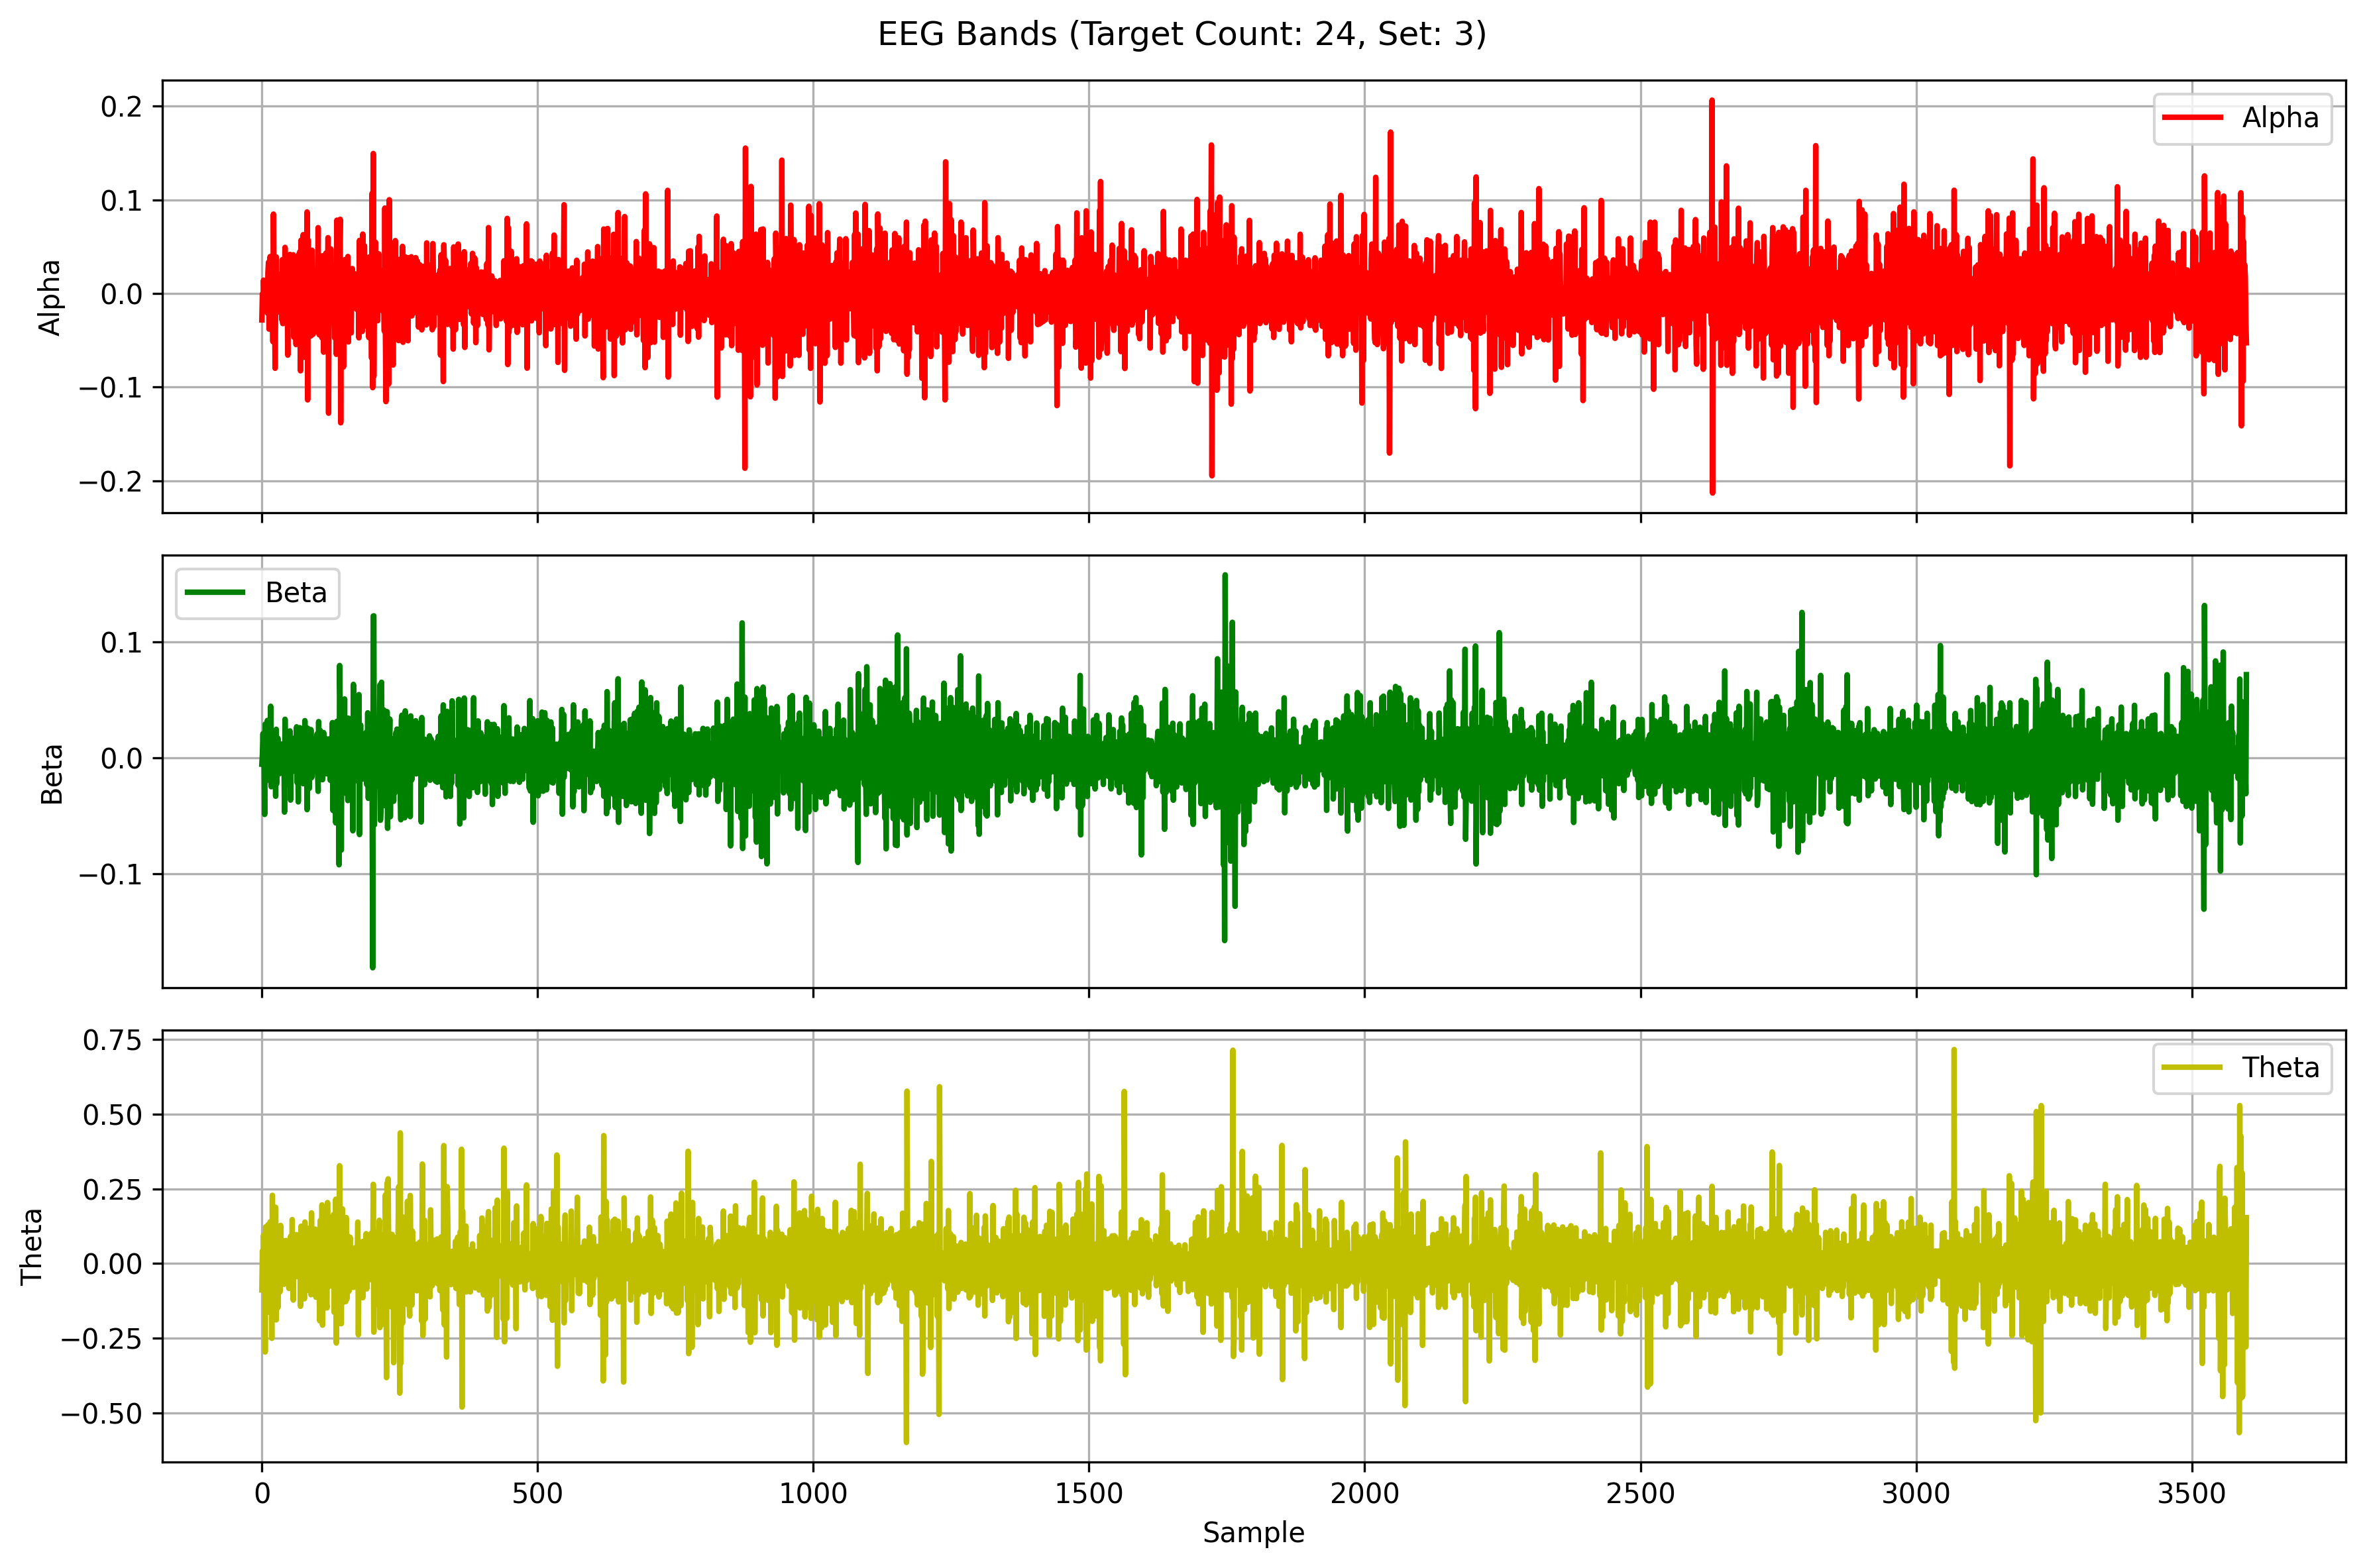 EEG Bands (Target Count: 24, Set: 3)
0.2
0.1
0.0
−0.1
−0.2
Alpha
Alpha
0.1
0.0
−0.1
Beta
Beta
0.75
0.50
0.25
0.00
−0.25
−0.50
Theta
Theta
0 500 1000 1500 2000 2500 3000 3500
Sample